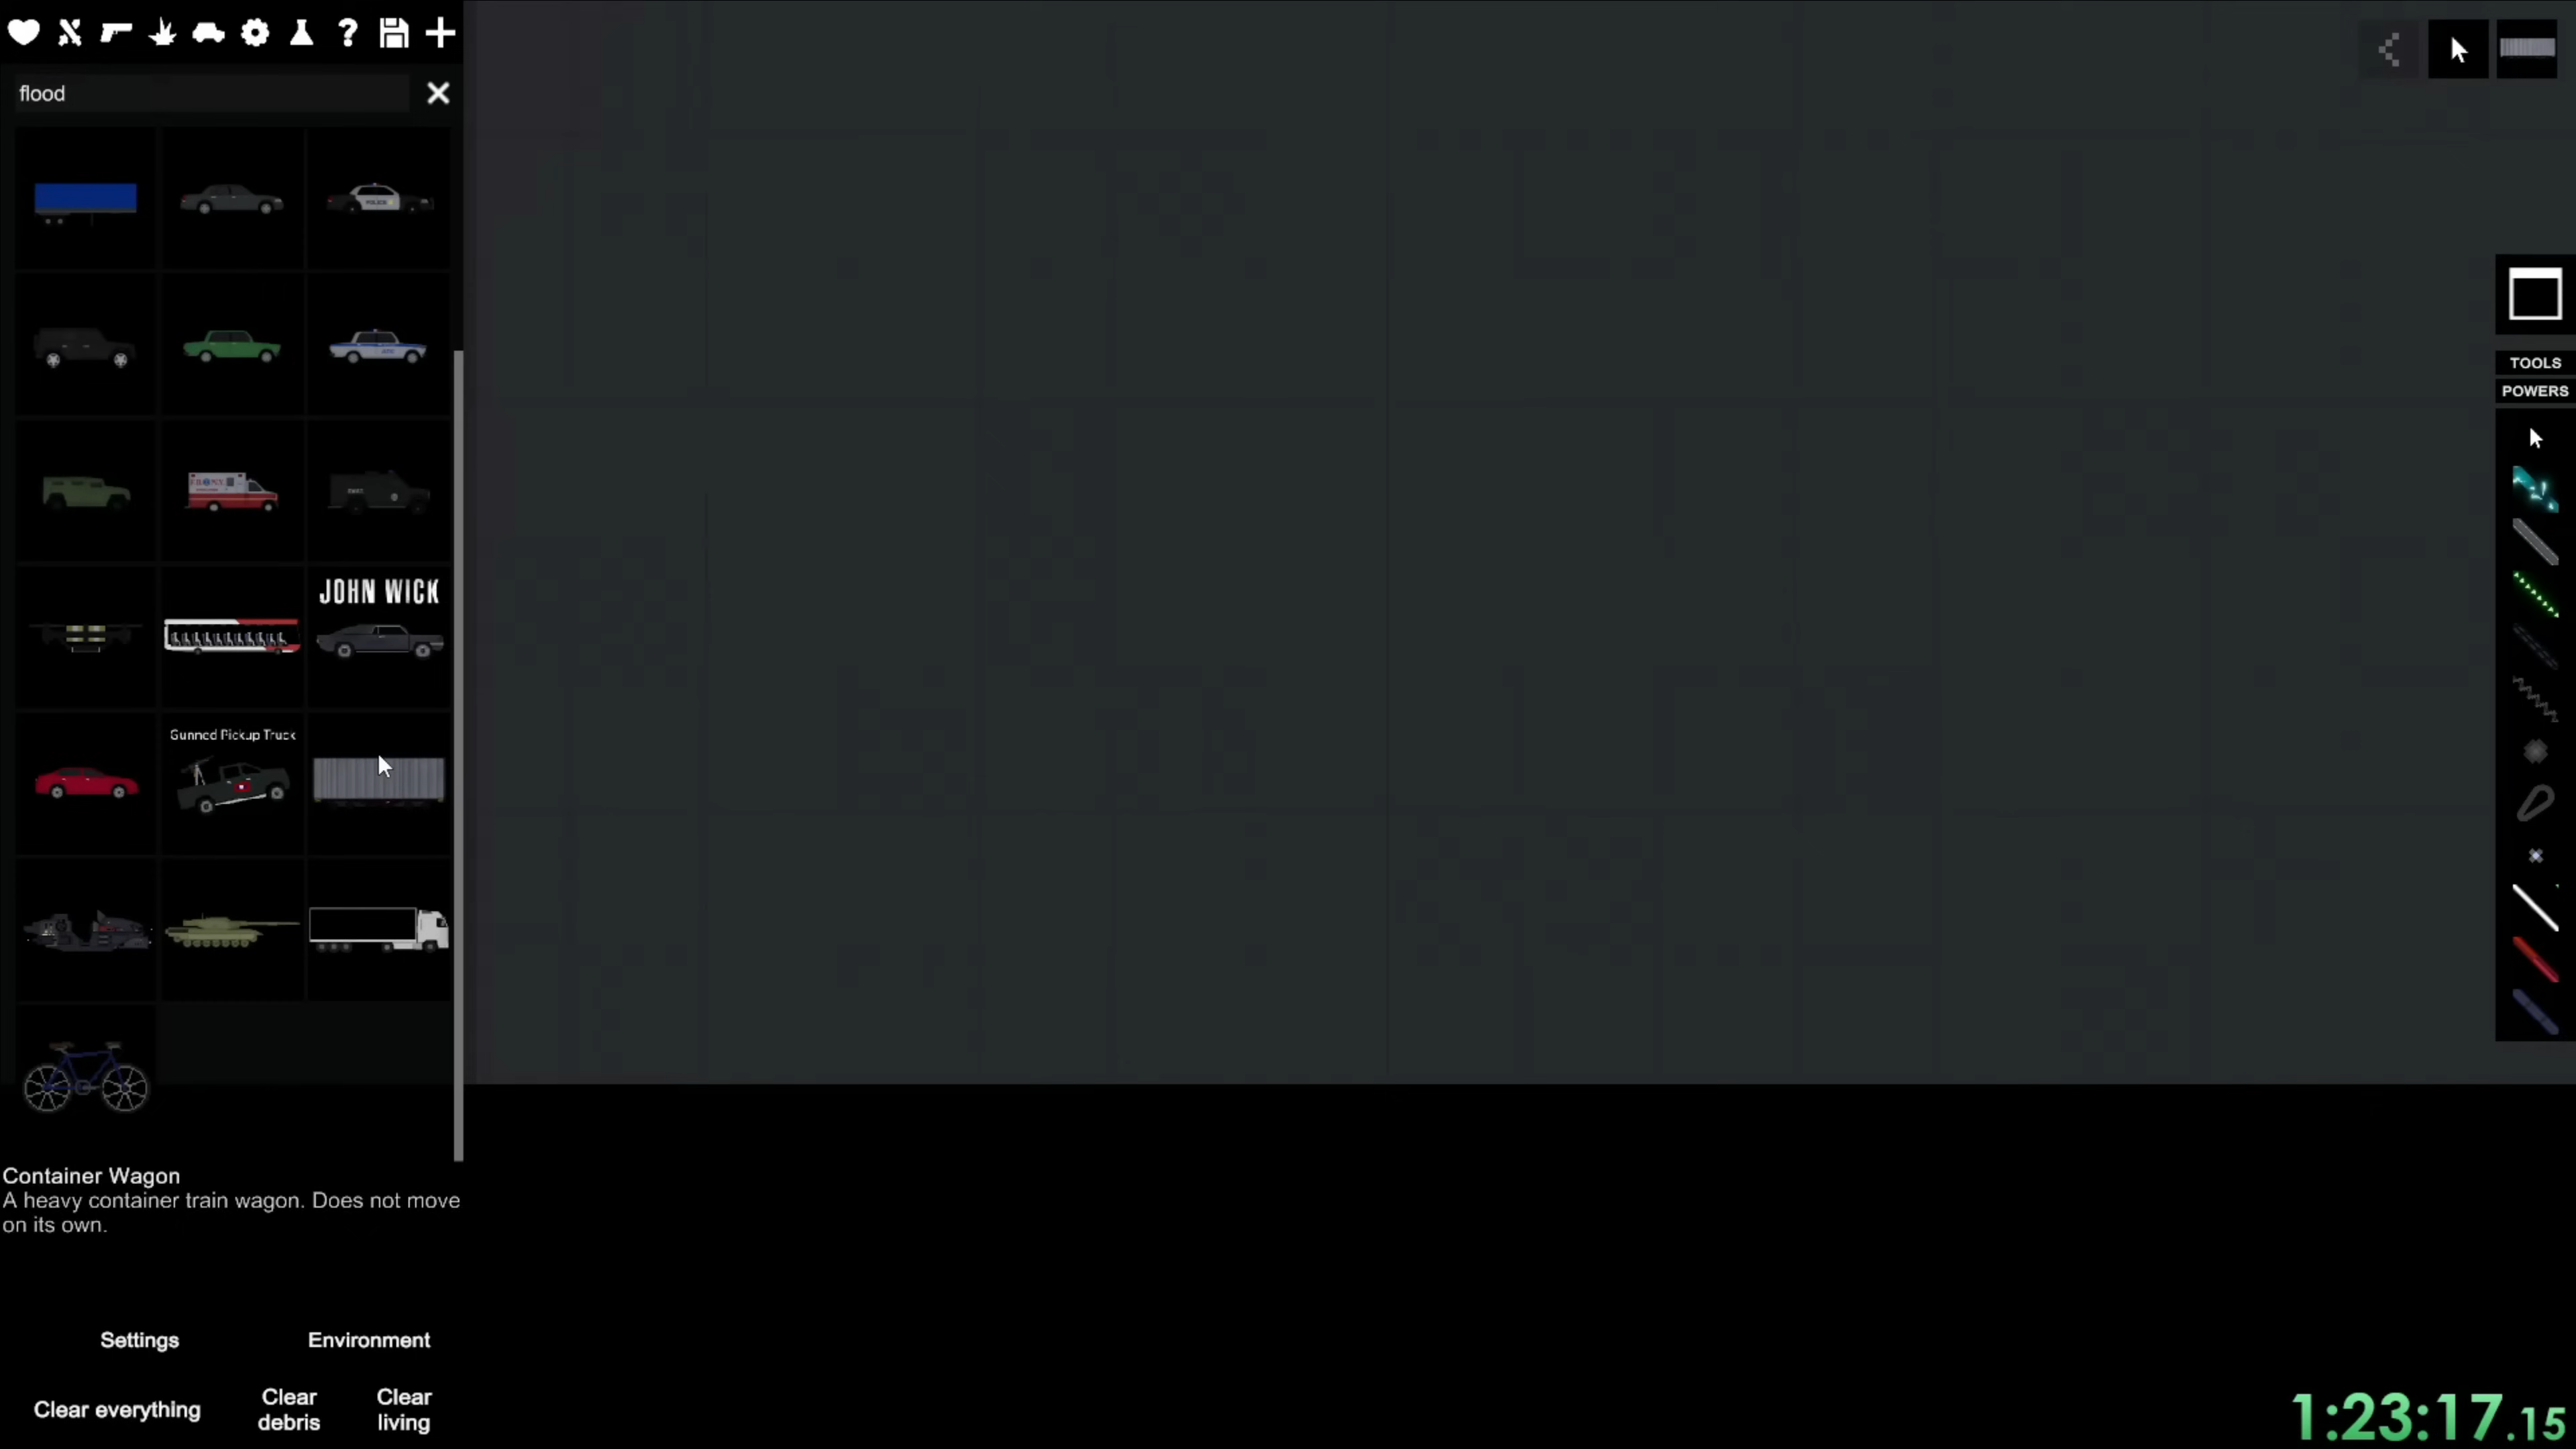 flood
POLICE
TOOLS
POWERS
JOHN WICK
Gunned Pickup Truck
Container Wagon
A heavy container train wagon. Does not move
on its own.
Settings
Environment
Clear everything
Clear
debris
Clear
living
1:23:17.15